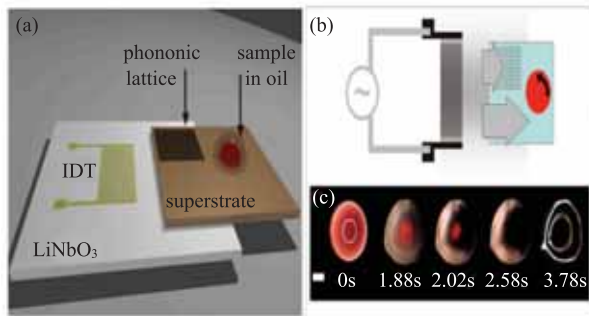 (a)
phononic
lattice
sample
in oil
IDT
superstrate
LiNbO₃
(b)
~
(c)
0s
1.88s
2.02s
2.58s
3.78s